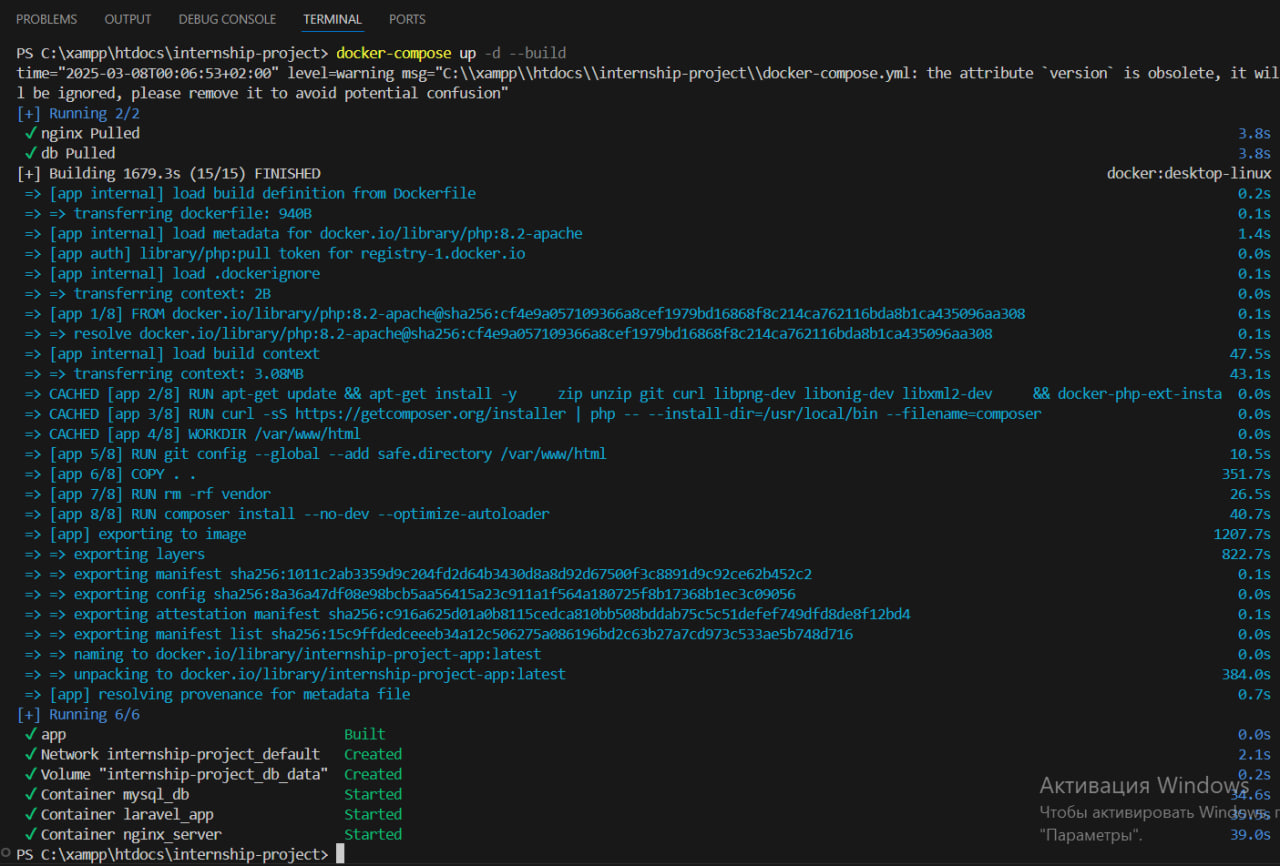 PROBLEMS OUTPUT DEBUG CONSOLE TERMINAL PORTS
PS C:\xampp\htdocs\internship-project> docker-compose up -d --build
time="2025-03-08T00:06:53+02:00" level=warning msg="C:\\xampp\\htdocs\\internship-project\\docker-compose.yml: the attribute `version` is obsolete, it wil
l be ignored, please remove it to avoid potential confusion"
[+] Running 2/2
✓ nginx Pulled 3.8s
✓ db Pulled 3.8s
[+] Building 1679.3s (15/15) FINISHED docker:desktop-linux
=> [app internal] load build definition from Dockerfile 0.2s
=> => transferring dockerfile: 940B 0.1s
=> [app internal] load metadata for docker.io/library/php:8.2-apache 1.4s
=> [app auth] library/php:pull token for registry-1.docker.io 0.0s
=> [app internal] load .dockerignore 0.1s
=> => transferring context: 2B 0.0s
=> [app 1/8] FROM docker.io/library/php:8.2-apache@sha256:cf4e9a057109366a8cef1979bd16868f8c214ca762116bda8b1ca435096aa308 0.1s
=> => resolve docker.io/library/php:8.2-apache@sha256:cf4e9a057109366a8cef1979bd16868f8c214ca762116bda8b1ca435096aa308 0.1s
=> [app internal] load build context 47.5s
=> => transferring context: 3.08MB 43.1s
=> CACHED [app 2/8] RUN apt-get update && apt-get install -y zip unzip git curl libpng-dev libonig-dev libxml2-dev && docker-php-ext-insta 0.0s
=> CACHED [app 3/8] RUN curl -sS https://getcomposer.org/installer | php -- --install-dir=/usr/local/bin --filename=composer 0.0s
=> CACHED [app 4/8] WORKDIR /var/www/html 0.0s
=> [app 5/8] RUN git config --global --add safe.directory /var/www/html 10.5s
=> [app 6/8] COPY . . 351.7s
=> [app 7/8] RUN rm -rf vendor 26.5s
=> [app 8/8] RUN composer install --no-dev --optimize-autoloader 40.7s
=> [app] exporting to image 1207.7s
=> => exporting layers 822.7s
=> => exporting manifest sha256:1011c2ab3359d9c204fd2d64b3430d8a8d92d67500f3c8891d9c92ce62b452c2 0.1s
=> => exporting config sha256:8a36a47df08e98bcb5aa56415a23c911a1f564a180725f8b17368b1ec3c09056 0.0s
=> => exporting attestation manifest sha256:c916a625d01a0b8115cedca810bb508bddab75c5c51defef749dfd8de8f12bd4 0.1s
=> => exporting manifest list sha256:15c9ffdedceeeb34a12c506275a086196bd2c63b27a7cd973c533ae5b748d716 0.0s
=> => naming to docker.io/library/internship-project-app:latest 0.0s
=> => unpacking to docker.io/library/internship-project-app:latest 384.0s
=> [app] resolving provenance for metadata file 0.7s
[+] Running 6/6
✓ app Built 0.0s
✓ Network internship-project_default Created 2.1s
✓ Volume "internship-project_db_data" Created 0.2s
✓ Container mysql_db Started 34.6s
✓ Container laravel_app Started
✓ Container nginx_server Started 39.0s
PS C:\xampp\htdocs\internship-project>
Активация Windows
Чтобы активировать Windows,
"Параметры".